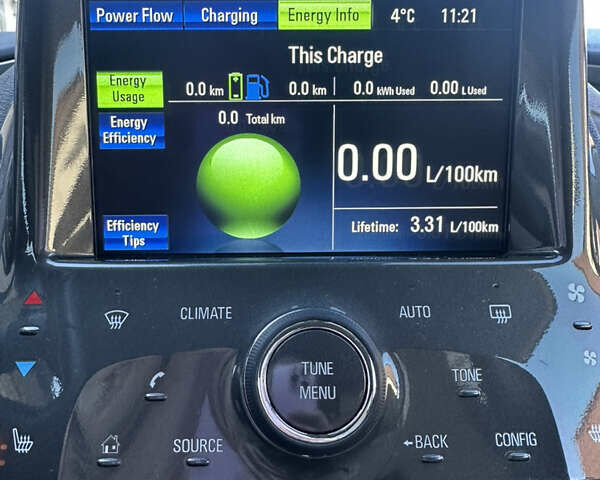 Power Flow Charging Energy Info 4°C 11:21
This Charge
Energy
Usage
0.0 km 0.0 km 0.0 kWh Used 0.00 L Used
Energy
Efficiency
0.0 Total km
0.00 L/100km
Efficiency
Tips
Lifetime: 3.31 L/100km
CLIMATE AUTO
TUNE
MENU
TONE
SOURCE BACK CONFIG